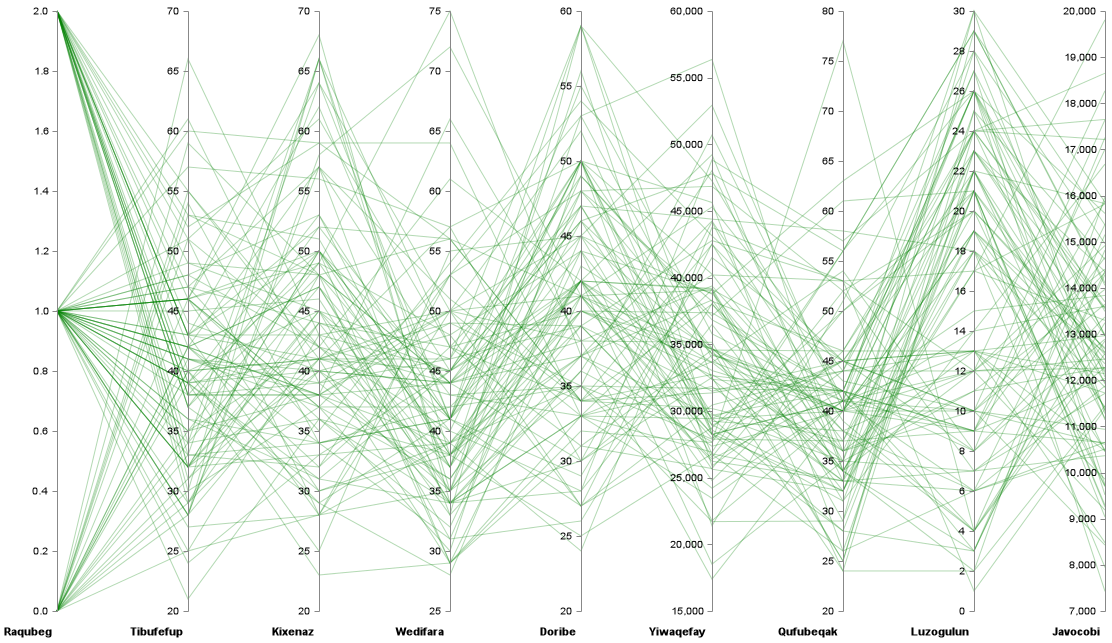 2.0 70 70 75 60 60,000 80 30 20,000
19,000
1.8 65 65 70 55 55,000 75 28 18,000
26
1.6 60 60 65 50 50,000 70 24 17,000
1.4 55 55 60 65 22 16,000
1.2 50 50 55 45 45,000 60 20 15,000
18
1.0 45 45 50 40 40,000 55 16 14,000
50 14 13,000
0.8 40 40 45 35 35,000 45 12 12,000
0.6 35 35 40 30 30,000 40 10 11,000
0.4 30 30 35 25,000 35 8 10,000
6
0.2 25 25 30 25 20,000 30 4 9,000
25 2 8,000
0.0 20 20 25 20 15,000 20 0 7,000
Raqubeg Tibufefup Kixenaz Wedifara Doribe Yiwaqefay Qufubeqak Luzogulun Javocobi